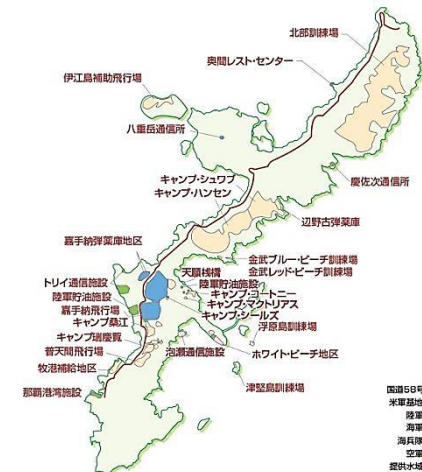 北部訓練場
奥間レスト・センター
伊江島補助飛行場
八重岳通信所
慶佐次通信所
キャンプ・シュワブ
キャンプ・ハンセン
辺野古弾薬庫
嘉手納弾薬庫地区
金武ブルー・ビーチ訓練場
金武レッド・ビーチ訓練場
天願桟橋
トリイ通信施設
陸軍貯油施設
陸軍貯油施設
キャンプ・コートニー
嘉手納飛行場
キャンプ・マクトリアス
キャンプ桑江
キャンプ・シールズ
キャンプ瑞慶覧
浮原島訓練場
普天間飛行場
泡瀬通信施設
ホワイト・ビーチ地区
牧港補給地区
津堅島訓練場
那覇港湾施設
国道58号
米軍基地
陸軍
海軍
海兵隊
空軍
提供水域